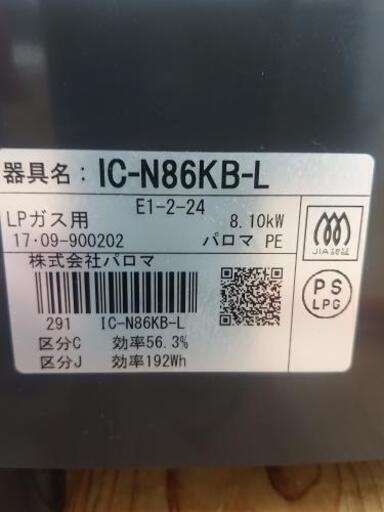 器具名: IC-N86KB-L
E1-2-24
LPガス用 8.10kW
17・09-900202 パロマ PE
株式会社パロマ
JIA認証
PS
LPG
291 IC-N86KB-L
区分C 効率56.3%
区分J 効率192Wh